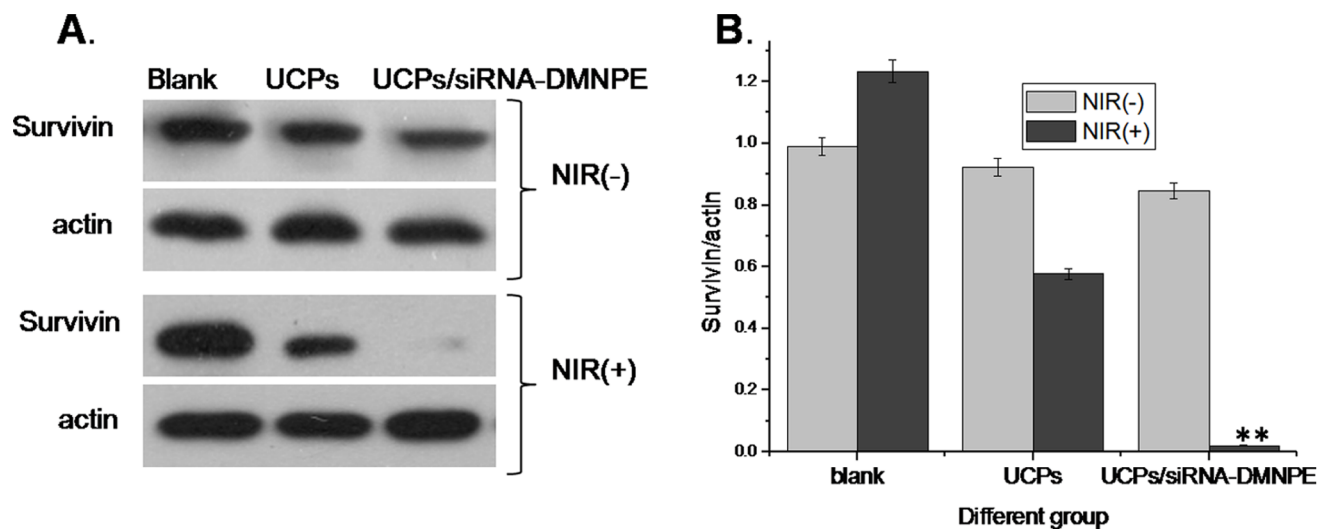 A.
Blank UCPs UCPs/siRNA-DMNPE
Survivin
NIR(-)
actin
Survivin
NIR(+)
actin
B.
1.2
1.0
0.8
0.6
0.4
0.2
0.0
Survivin/actin
NIR(-)
NIR(+)
**
blank UCPs UCPs/siRNA-DMNPE
Different group